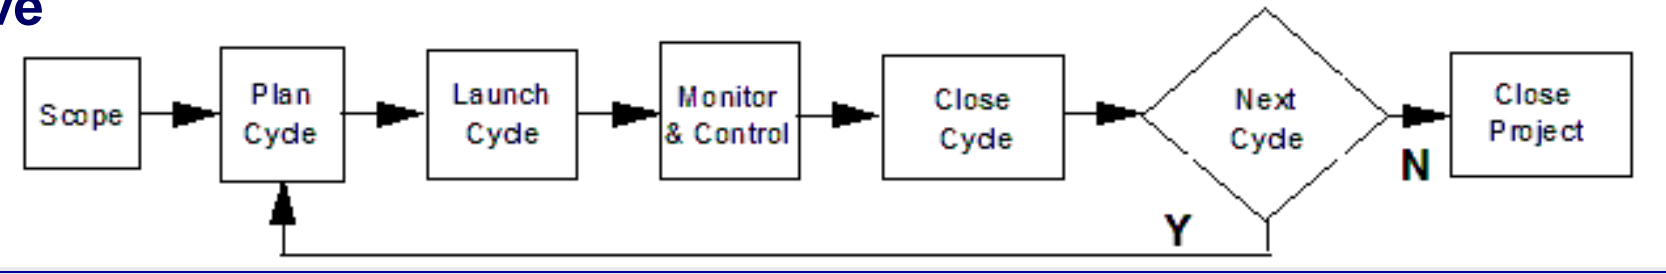 ve
Scope
Plan
Cycle
Launch
Cycle
Monitor
& Control
Close
Cycle
Next
Cycle
Close
Project
N
Y